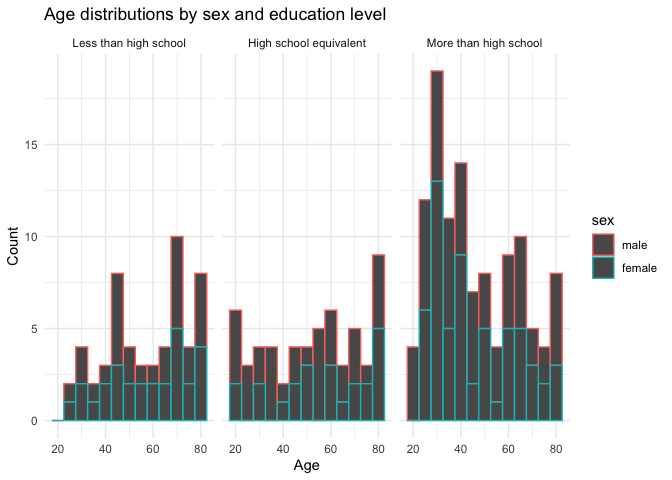 Age distributions by sex and education level
Less than high school
High school equivalent
More than high school
15
10
5
0
Count
20 40 60 80
20 40 60 80
20 40 60 80
Age
sex
male
female